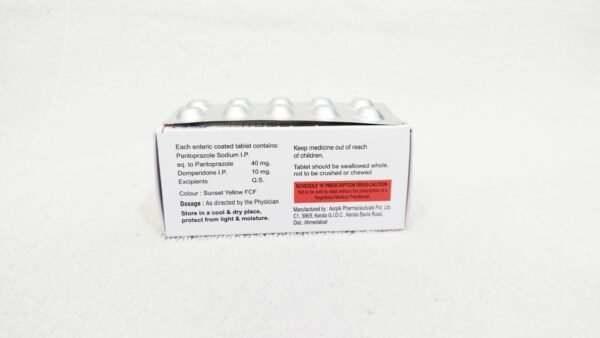 Each enteric coated tablet contains:
Pantoprazole Sodium I.P.
eq. to Pantoprazole 40 mg.
Domperidone I.P. 10 mg.
Excipients Q.S.
Colour : Sunset Yellow FCF
Dosage : As directed by the Physician
Store in a cool & dry place,
protect from light & moisture.
Keep medicine out of reach
of children.
Tablet should be swallowed whole,
not to be crushed or chewed
SCHEDULE 'H' PRESCRIPTION DRUG-CAUTION
Not to be sold by retail without the prescription of a
Registered Medical Practitioner.
Manufactured by : Aarpik Pharmaceuticals Pvt. Ltd.
C1, 306/5, Kerala G.I.D.C., Kerala Bavla Road,
Dist.: Ahmedabad